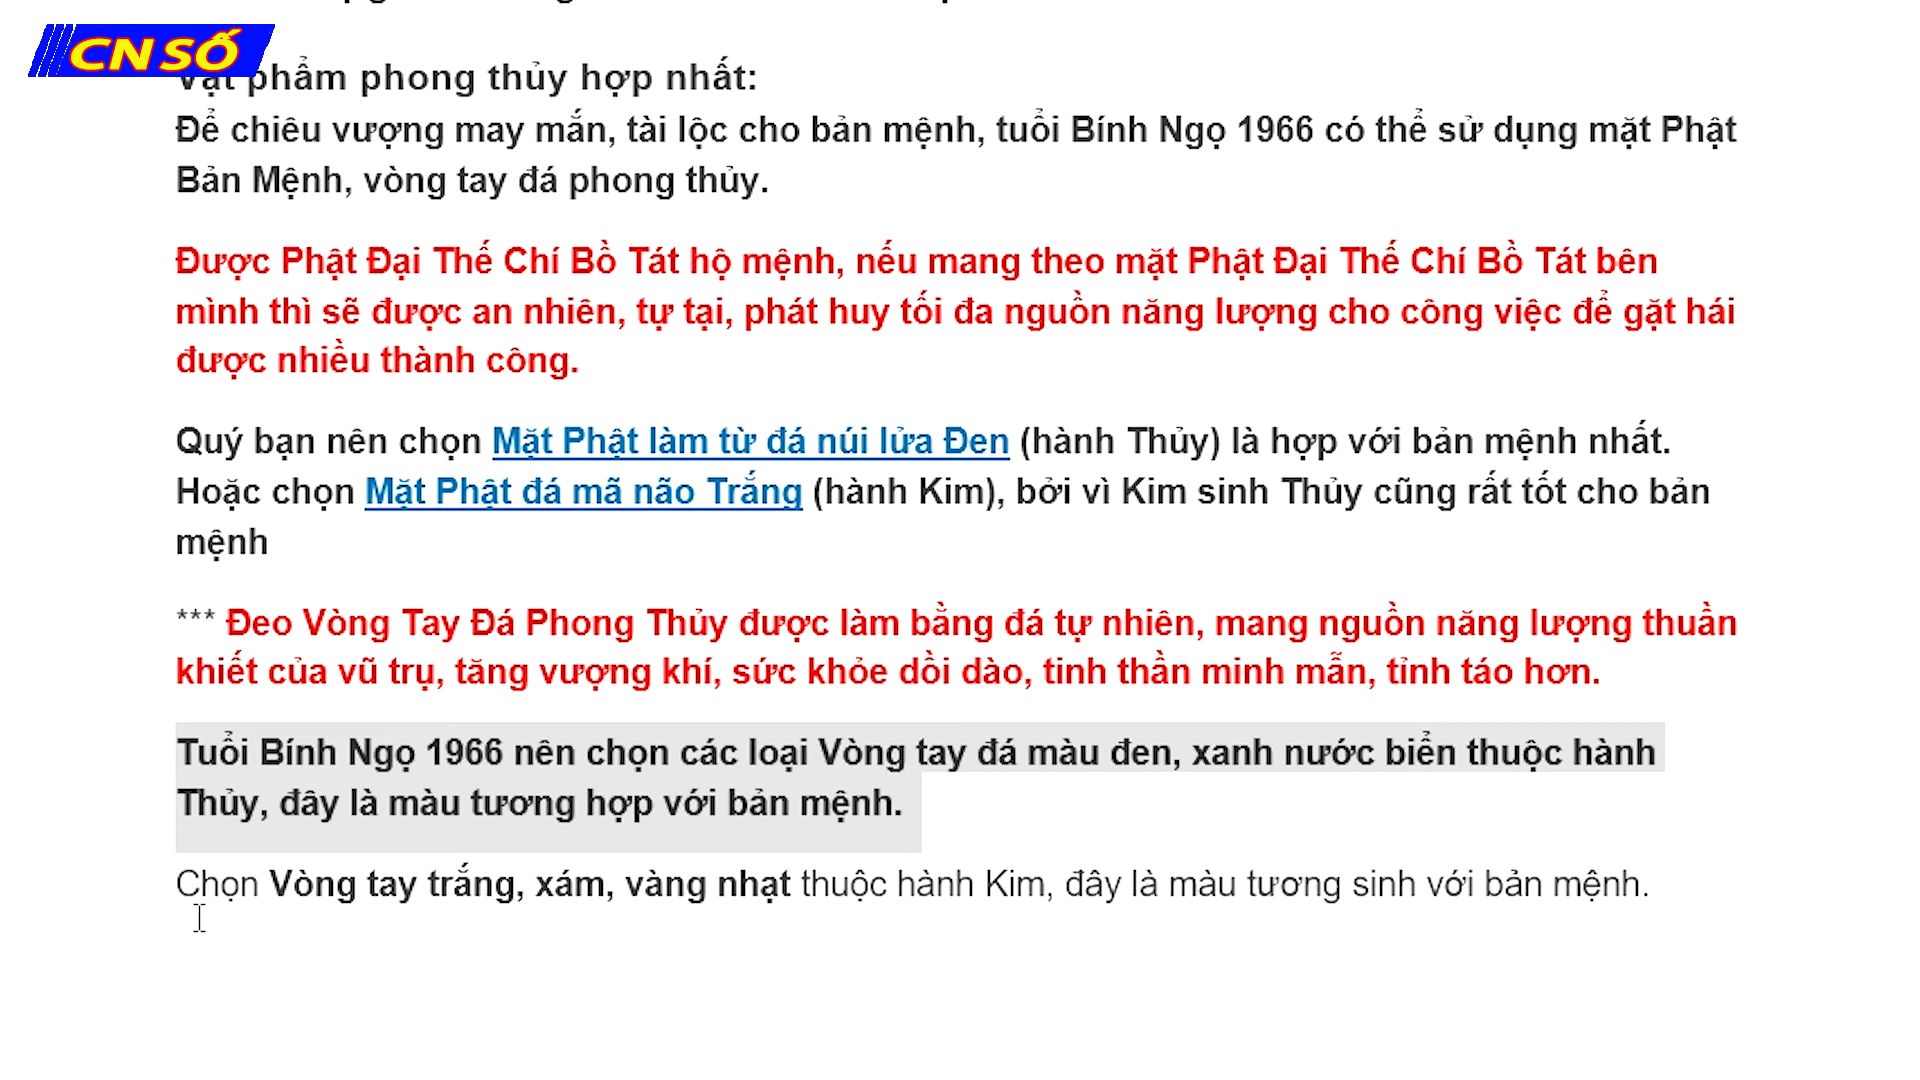 CN SỐ
Vật phẩm phong thủy hợp nhất:
Để chiêu vượng may mắn, tài lộc cho bản mệnh, tuổi Bính Ngọ 1966 có thể sử dụng mặt Phật
Bản Mệnh, vòng tay đá phong thủy.
Được Phật Đại Thế Chí Bồ Tát hộ mệnh, nếu mang theo mặt Phật Đại Thế Chí Bồ Tát bên
mình thì sẽ được an nhiên, tự tại, phát huy tối đa nguồn năng lượng cho công việc để gặt hái
được nhiều thành công.
Quý bạn nên chọn Mặt Phật làm từ đá núi lửa Đen (hành Thủy) là hợp với bản mệnh nhất.
Hoặc chọn Mặt Phật đá mã não Trắng (hành Kim), bởi vì Kim sinh Thủy cũng rất tốt cho bản
mệnh
*** Đeo Vòng Tay Đá Phong Thủy được làm bằng đá tự nhiên, mang nguồn năng lượng thuần
khiết của vũ trụ, tăng vượng khí, sức khỏe dồi dào, tinh thần minh mẫn, tỉnh táo hơn.
Tuổi Bính Ngọ 1966 nên chọn các loại Vòng tay đá màu đen, xanh nước biển thuộc hành
Thủy, đây là màu tương hợp với bản mệnh.
Chọn Vòng tay trắng, xám, vàng nhạt thuộc hành Kim, đây là màu tương sinh với bản mệnh.